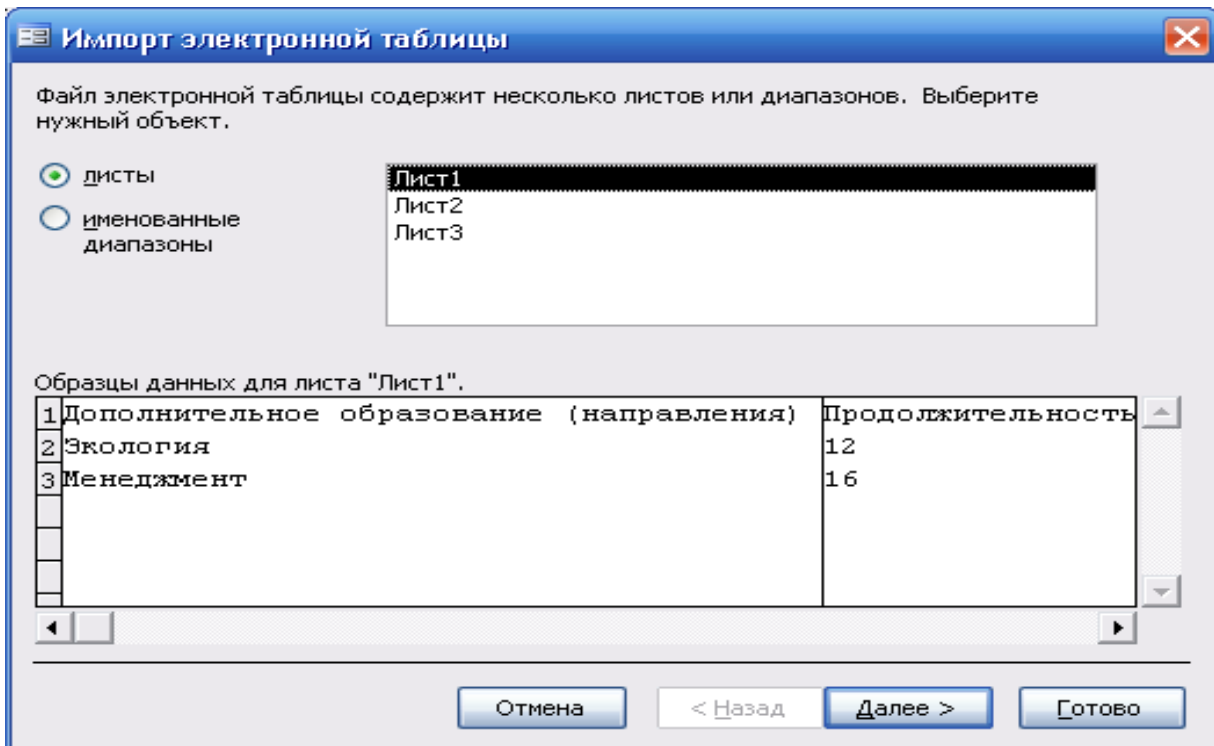 Импорт электронной таблицы
Файл электронной таблицы содержит несколько листов или диапазонов. Выберите
нужный объект.
листы
именованные
диапазоны
Лист1
Лист2
Лист3
Образцы данных для листа "Лист1".
1 Дополнительное образование (направления) Продолжительность
2 Экология 12
3 Менеджмент 16
Отмена < Назад Далее > Готово